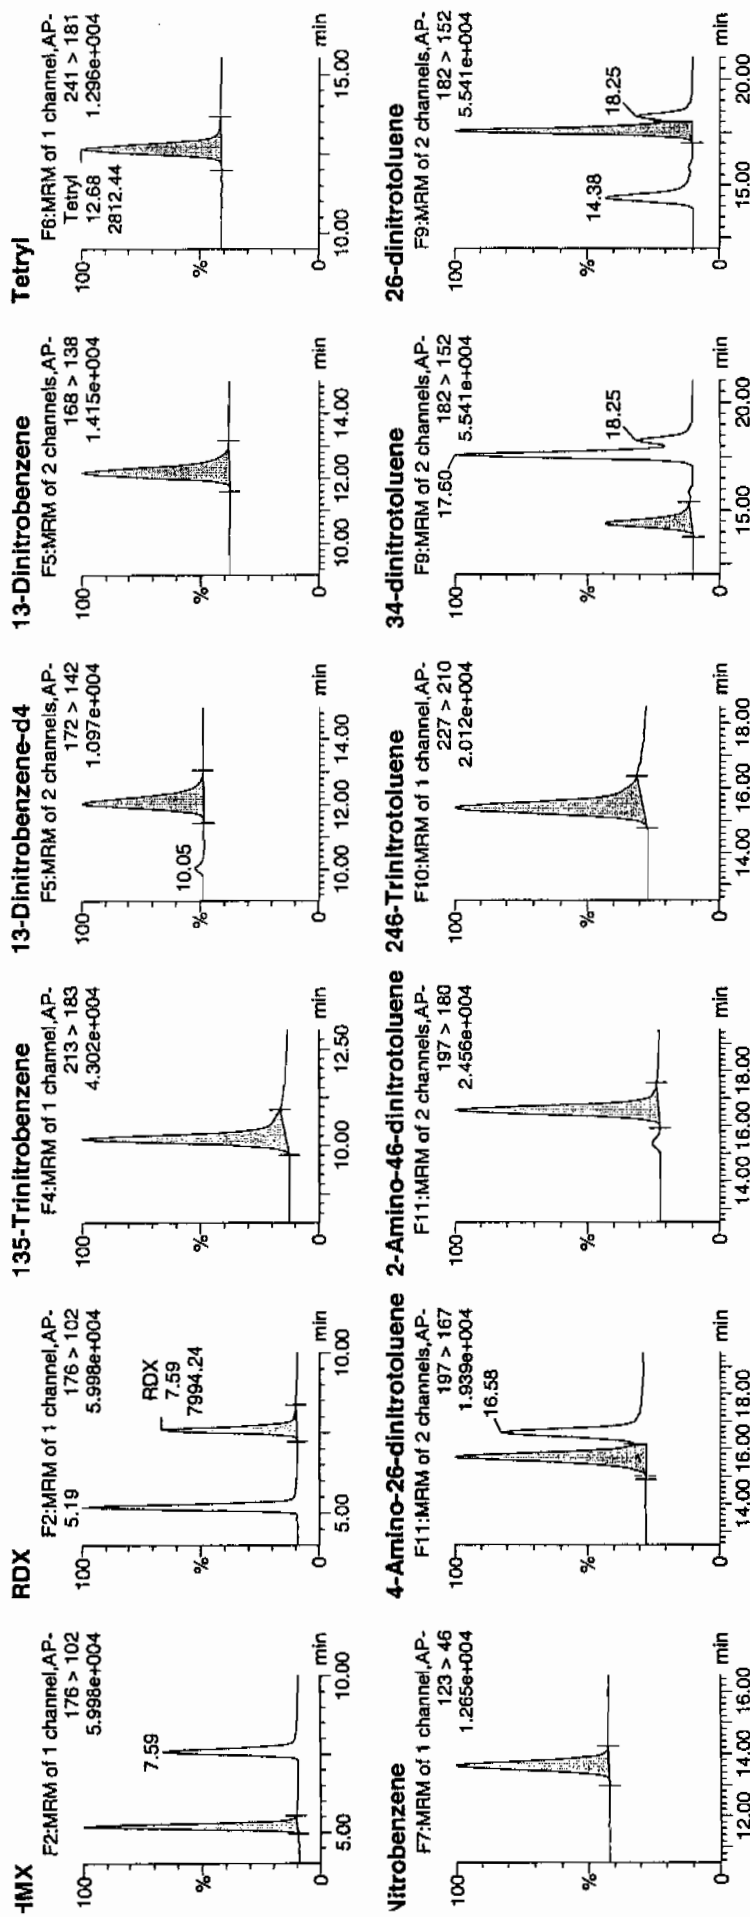 HMX
F2:MRM of 1 channel,AP-
176 > 102
5.998e+004
100
7.59
%
0
5.00
10.00
min
RDX
F2:MRM of 1 channel,AP-
5.19
176 > 102
5.998e+004
100
RDX
7.59
7994.24
%
0
5.00
10.00
min
135-Trinitrobenzene
F4:MRM of 1 channel,AP-
213 > 183
4.302e+004
100
%
0
10.00
12.50
min
13-Dinitrobenzene-d4
F5:MRM of 2 channels,AP-
172 > 142
1.097e+004
100
10.05
%
0
10.00
12.00
14.00
min
13-Dinitrobenzene
F5:MRM of 2 channels,AP-
168 > 138
1.415e+004
100
%
0
10.00
12.00
14.00
min
Tetryl
F6:MRM of 1 channel,AP-
Tetryl
12.68
2812.44
241 > 181
1.296e+004
100
%
0
10.00
15.00
min
Nitrobenzene
F7:MRM of 1 channel,AP-
123 > 46
1.265e+004
100
%
0
12.00
14.00
16.00
min
4-Amino-26-dinitrotoluene
F11:MRM of 2 channels,AP-
197 > 167
1.939e+004
100
16.58
%
0
14.00
16.00
18.00
min
2-Amino-46-dinitrotoluene
F11:MRM of 2 channels,AP-
197 > 180
2.456e+004
100
%
0
14.00
16.00
18.00
min
246-Trinitrotoluene
F10:MRM of 1 channel,AP-
227 > 210
2.012e+004
100
%
0
14.00
16.00
18.00
min
34-dinitrotoluene
F9:MRM of 2 channels,AP-
17.60
182 > 152
5.541e+004
100
18.25
%
0
15.00
20.00
min
26-dinitrotoluene
F9:MRM of 2 channels,AP-
182 > 152
5.541e+004
100
14.38
18.25
%
0
15.00
20.00
min